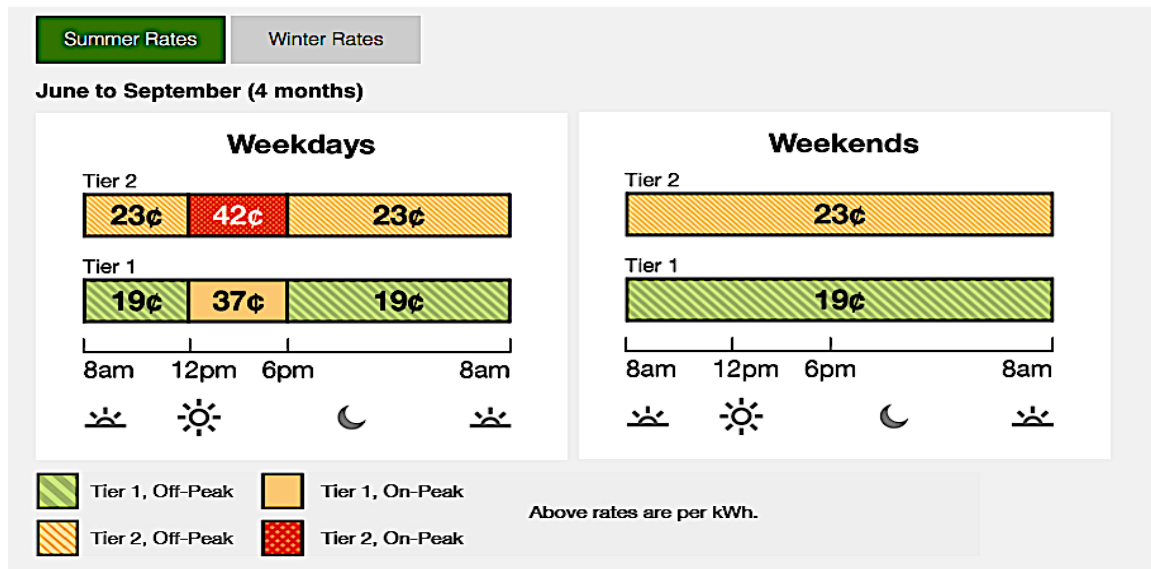 Summer Rates
Winter Rates
June to September (4 months)
Weekdays
Tier 2
23¢ 42¢ 23¢
Tier 1
19¢ 37¢ 19¢
8am 12pm 6pm 8am
Weekends
Tier 2
23¢
Tier 1
19¢
8am 12pm 6pm 8am
Tier 1, Off-Peak
Tier 1, On-Peak
Tier 2, Off-Peak
Tier 2, On-Peak
Above rates are per kWh.